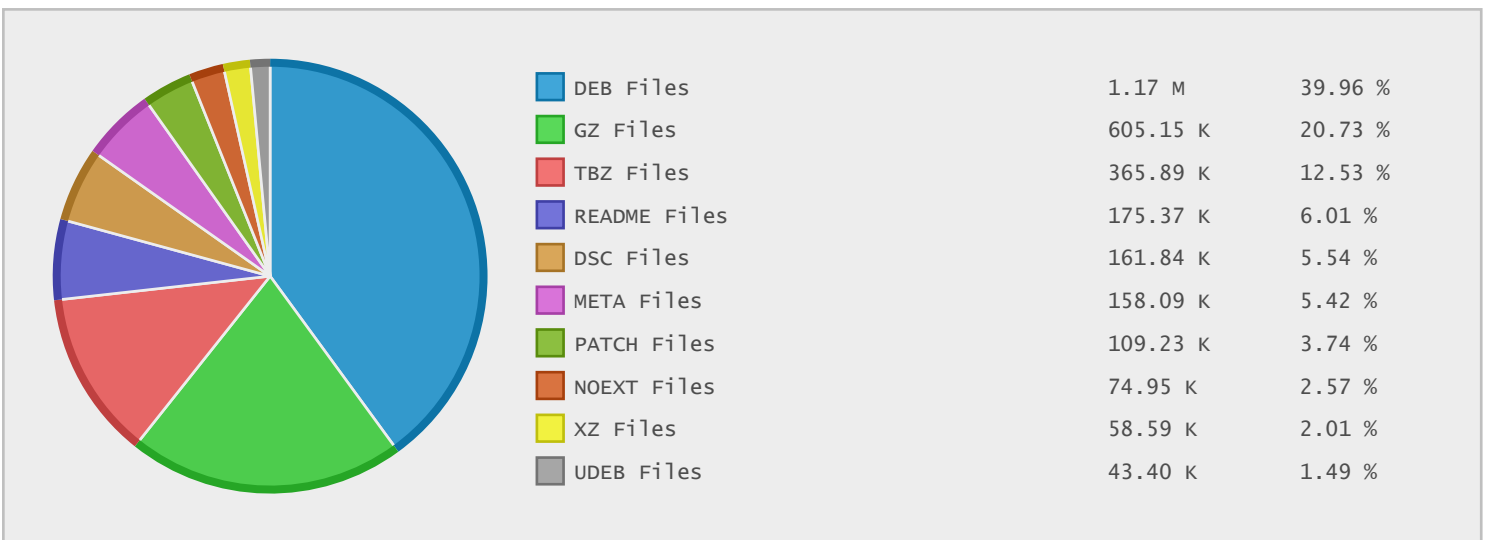 DEB Files 1.17 M 39.96 %
GZ Files 605.15 K 20.73 %
TBZ Files 365.89 K 12.53 %
README Files 175.37 K 6.01 %
DSC Files 161.84 K 5.54 %
META Files 158.09 K 5.42 %
PATCH Files 109.23 K 3.74 %
NOEXT Files 74.95 K 2.57 %
XZ Files 58.59 K 2.01 %
UDEB Files 43.40 K 1.49 %